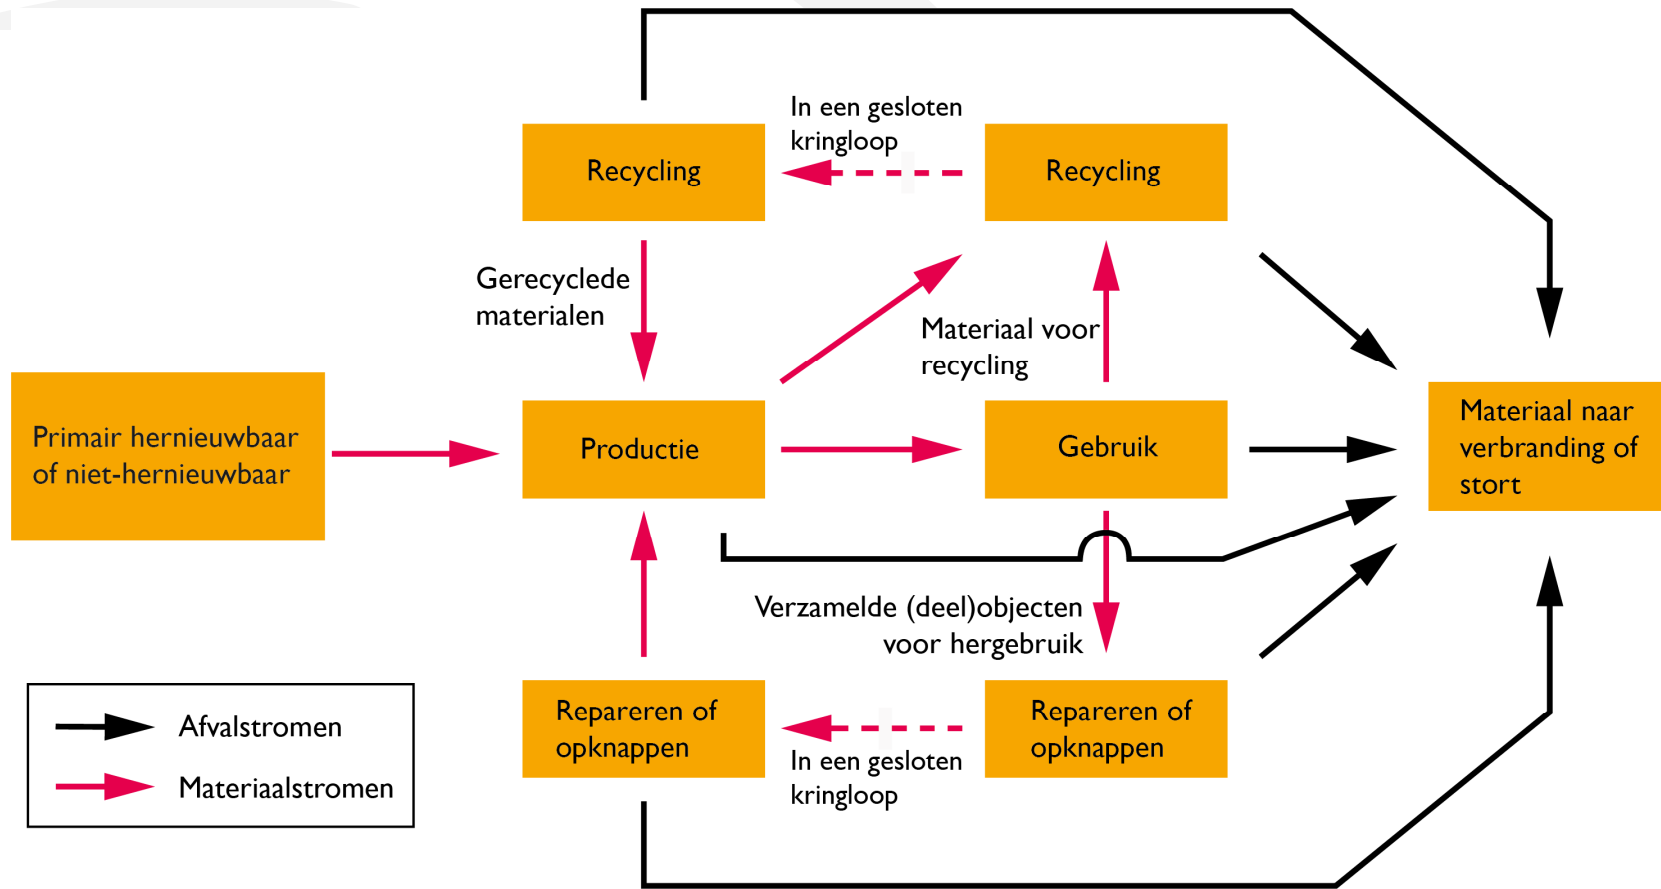 In een gesloten
kringloop
Recycling
Recycling
Gerecyclede
materialen
Materiaal voor
recycling
Primair hernieuwbaar
of niet-hernieuwbaar
Productie
Gebruik
Materiaal naar
verbranding of
stort
Verzamelde (deel)objecten
voor hergebruik
Repareren of
opknappen
Repareren of
opknappen
In een gesloten
kringloop
Afvalstromen
Materiaalstromen